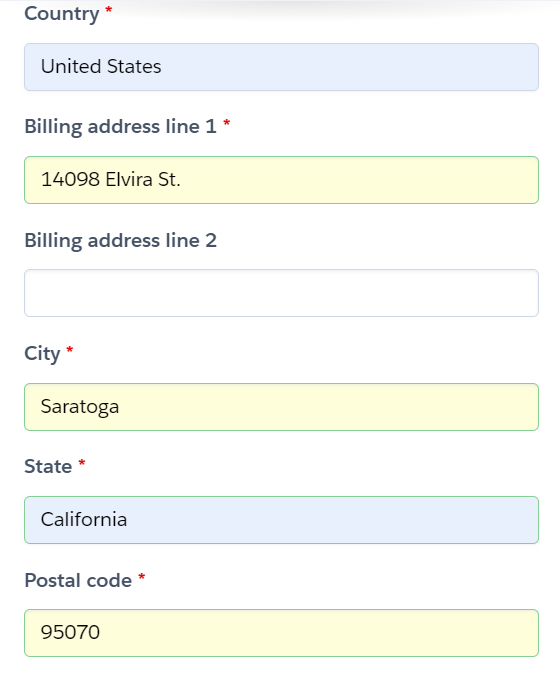 Country *
United States
Billing address line 1 *
14098 Elvira St.
Billing address line 2
City *
Saratoga
State *
California
Postal code *
95070